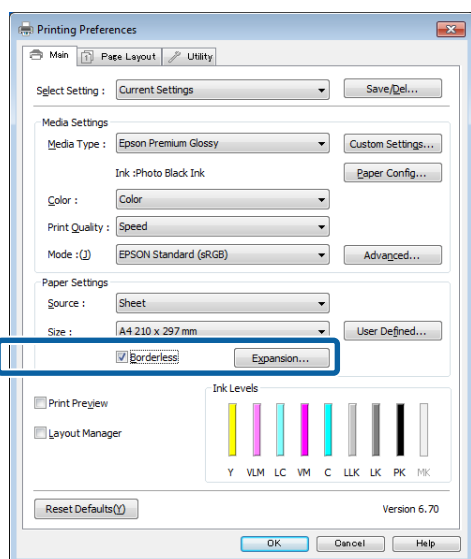 Printing Preferences
Main Page Layout Utility
Select Setting : Current Settings Save/Del...
Media Settings
Media Type : Epson Premium Glossy Custom Settings...
Ink :Photo Black Ink Paper Config...
Color : Color
Print Quality : Speed
Mode :(J) EPSON Standard (sRGB) Advanced...
Paper Settings
Source : Sheet
Size : A4 210 x 297 mm User Defined...
Borderless Expansion...
Print Preview
Ink Levels
Layout Manager
Y VLM LC VM C LLK LK PK MK
Reset Defaults(Y) Version 6.70
OK Cancel Help